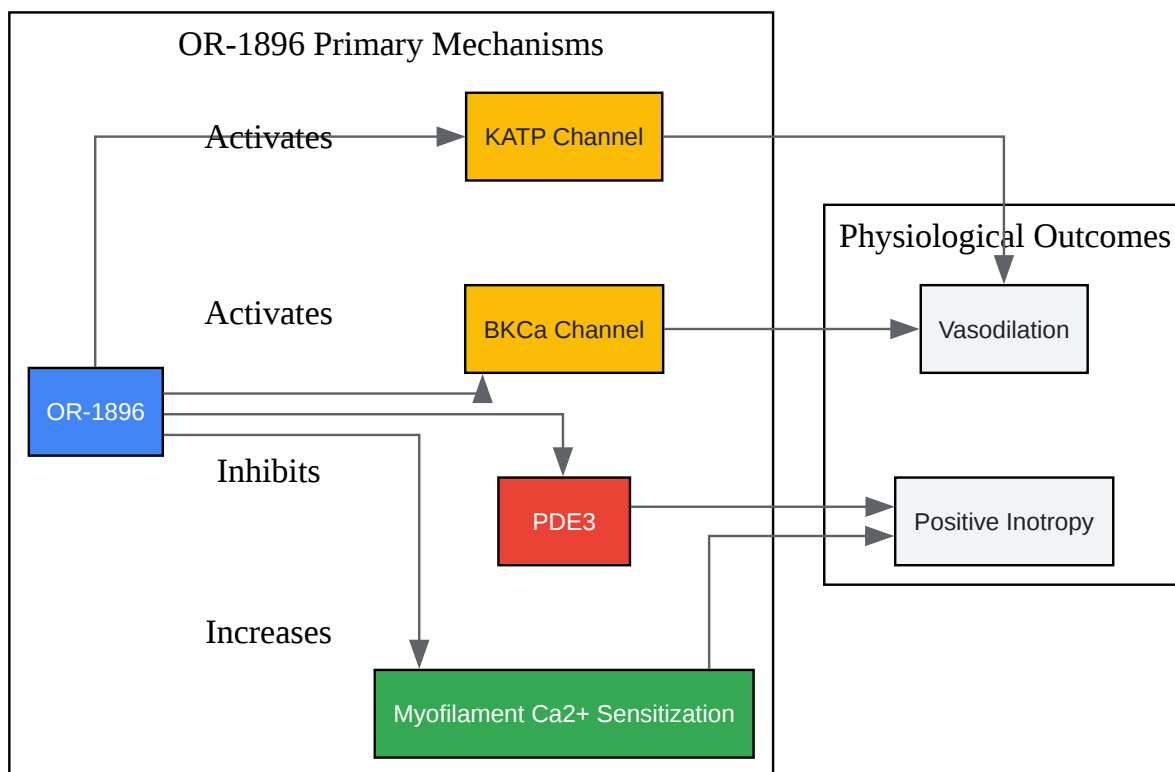 OR-1896 Primary Mechanisms
Activates
KATP Channel
Physiological Outcomes
Activates
BKCa Channel
Vasodilation
OR-1896
Inhibits
PDE3
Positive Inotropy
Increases
Myofilament Ca2+ Sensitization